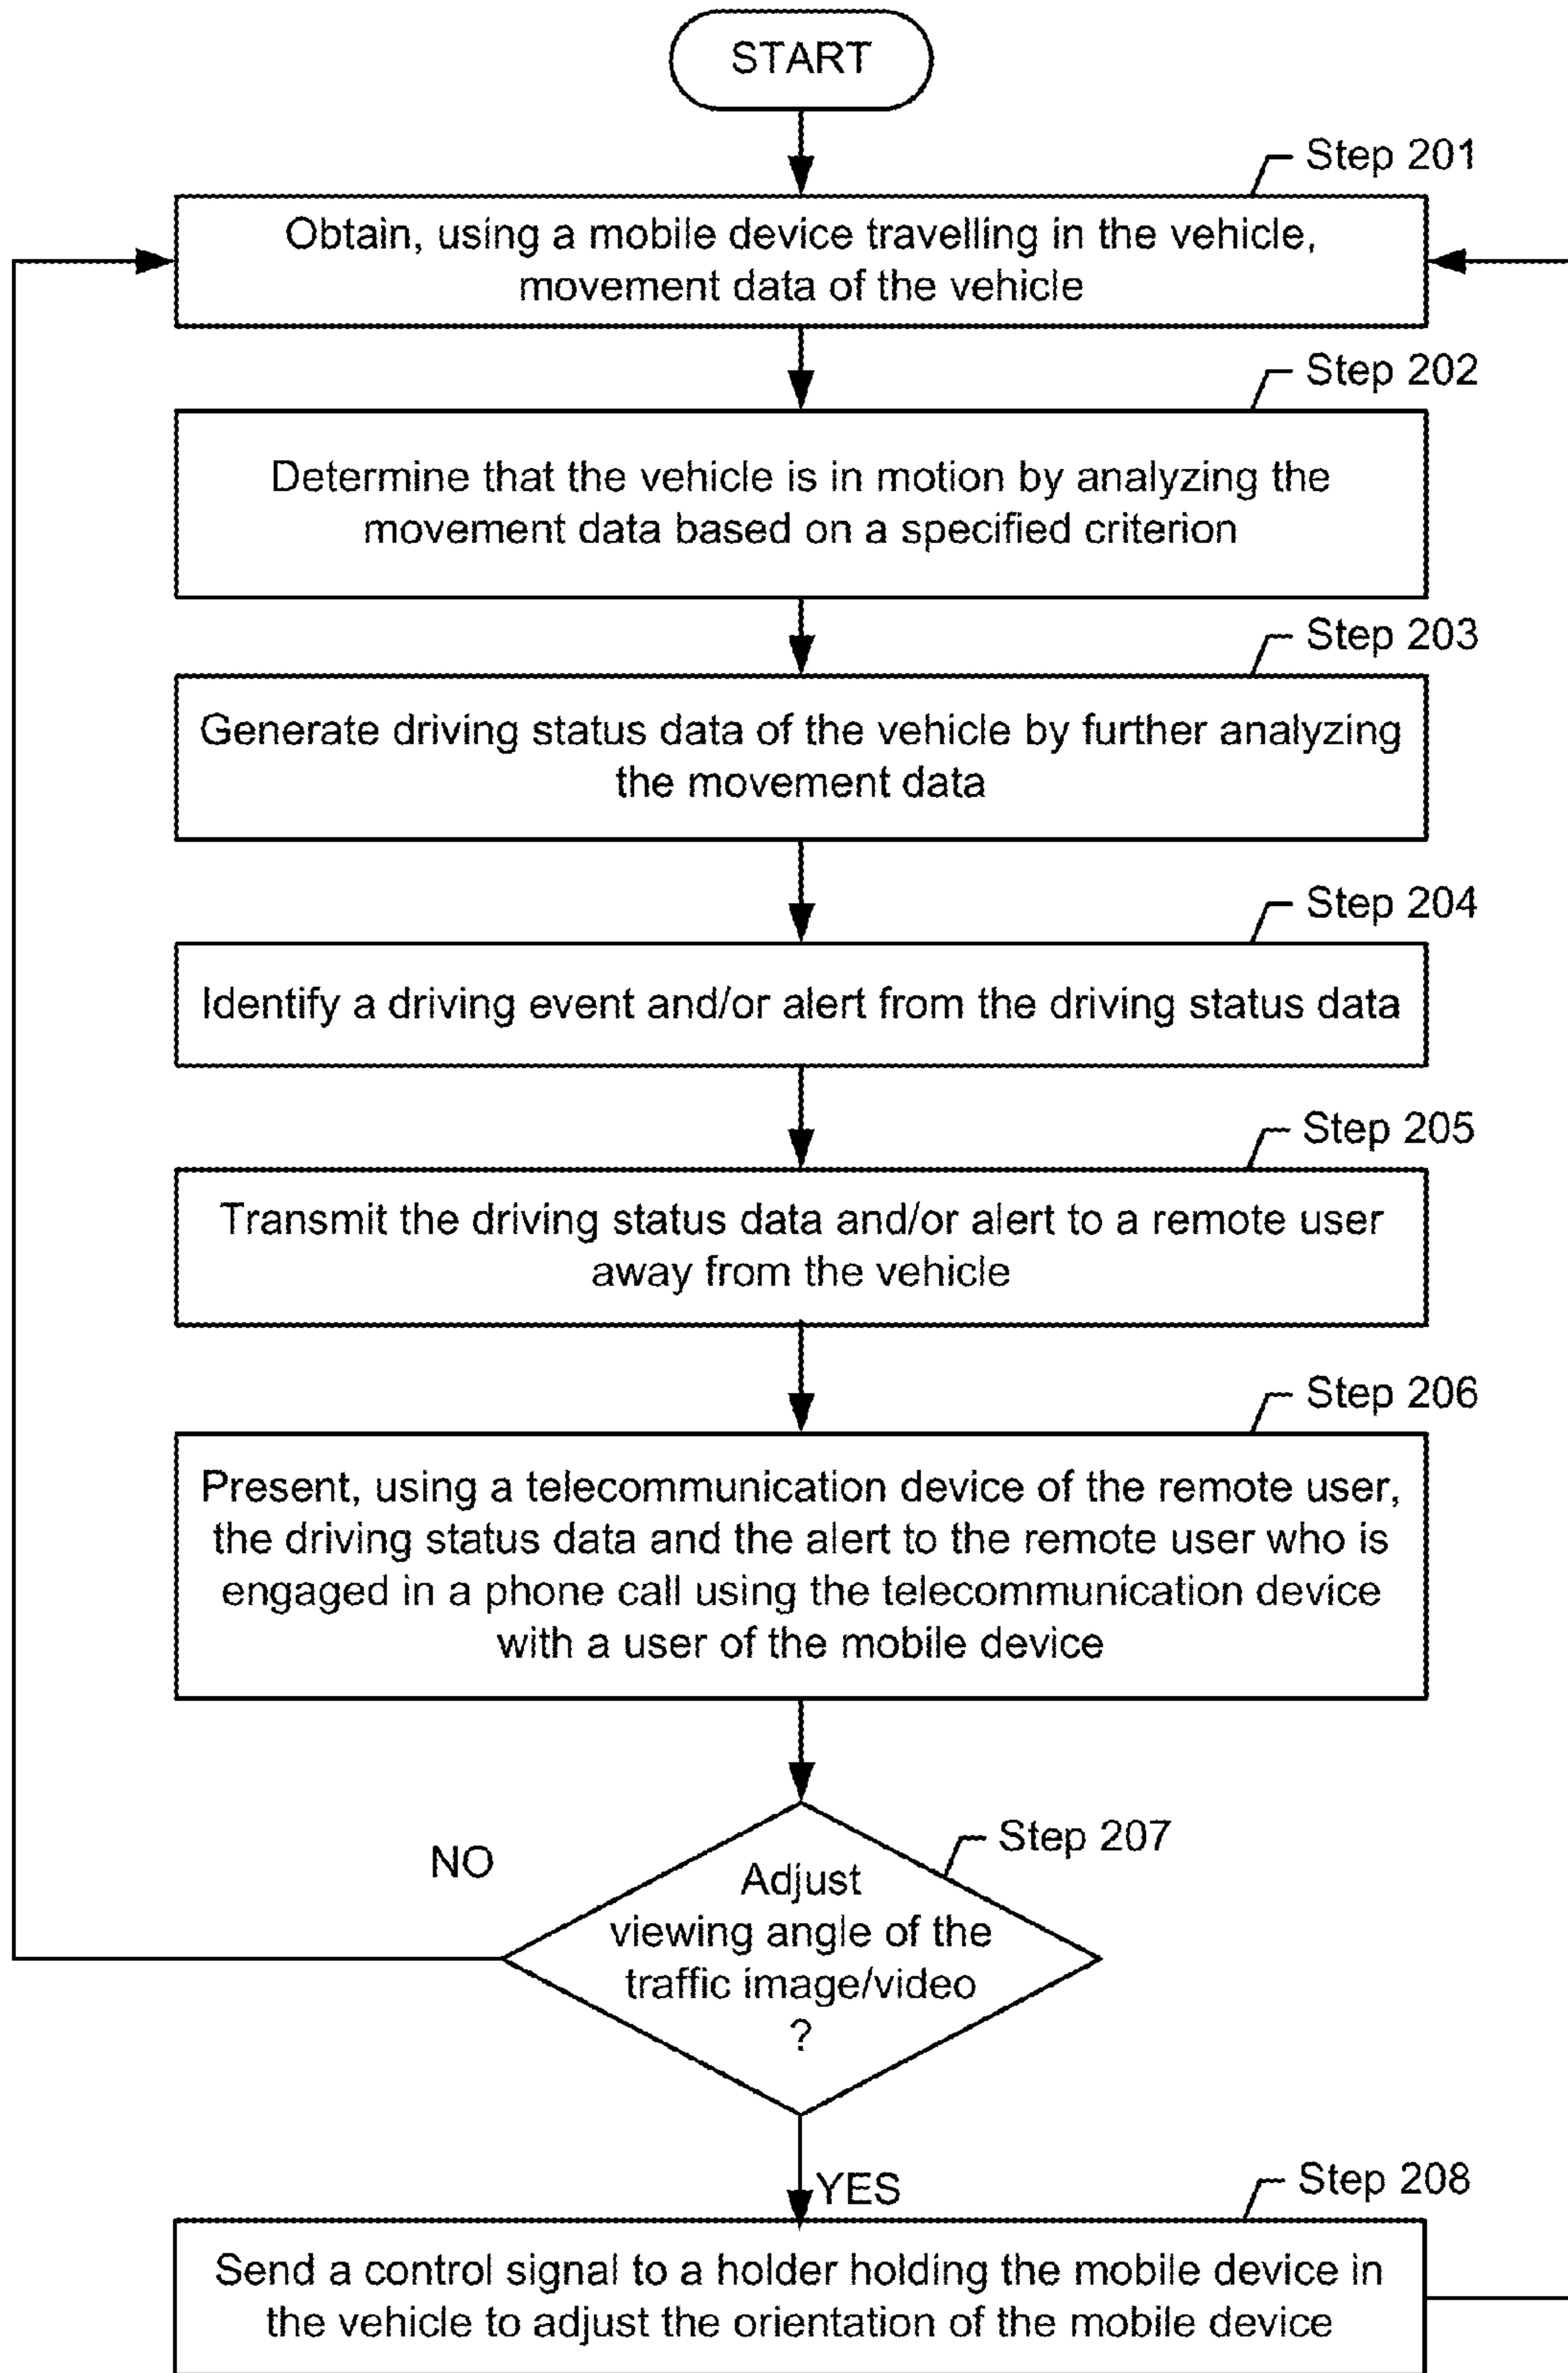 START
Step 201
Obtain, using a mobile device travelling in the vehicle,
movement data of the vehicle
Step 202
Determine that the vehicle is in motion by analyzing the
movement data based on a specified criterion
Step 203
Generate driving status data of the vehicle by further analyzing
the movement data
Step 204
Identify a driving event and/or alert from the driving status data
Step 205
Transmit the driving status data and/or alert to a remote user
away from the vehicle
Step 206
Present, using a telecommunication device of the remote user,
the driving status data and the alert to the remote user who is
engaged in a phone call using the telecommunication device
with a user of the mobile device
Step 207
NO
Adjust
viewing angle of the
traffic image/video
?
YES
Step 208
Send a control signal to a holder holding the mobile device in
the vehicle to adjust the orientation of the mobile device